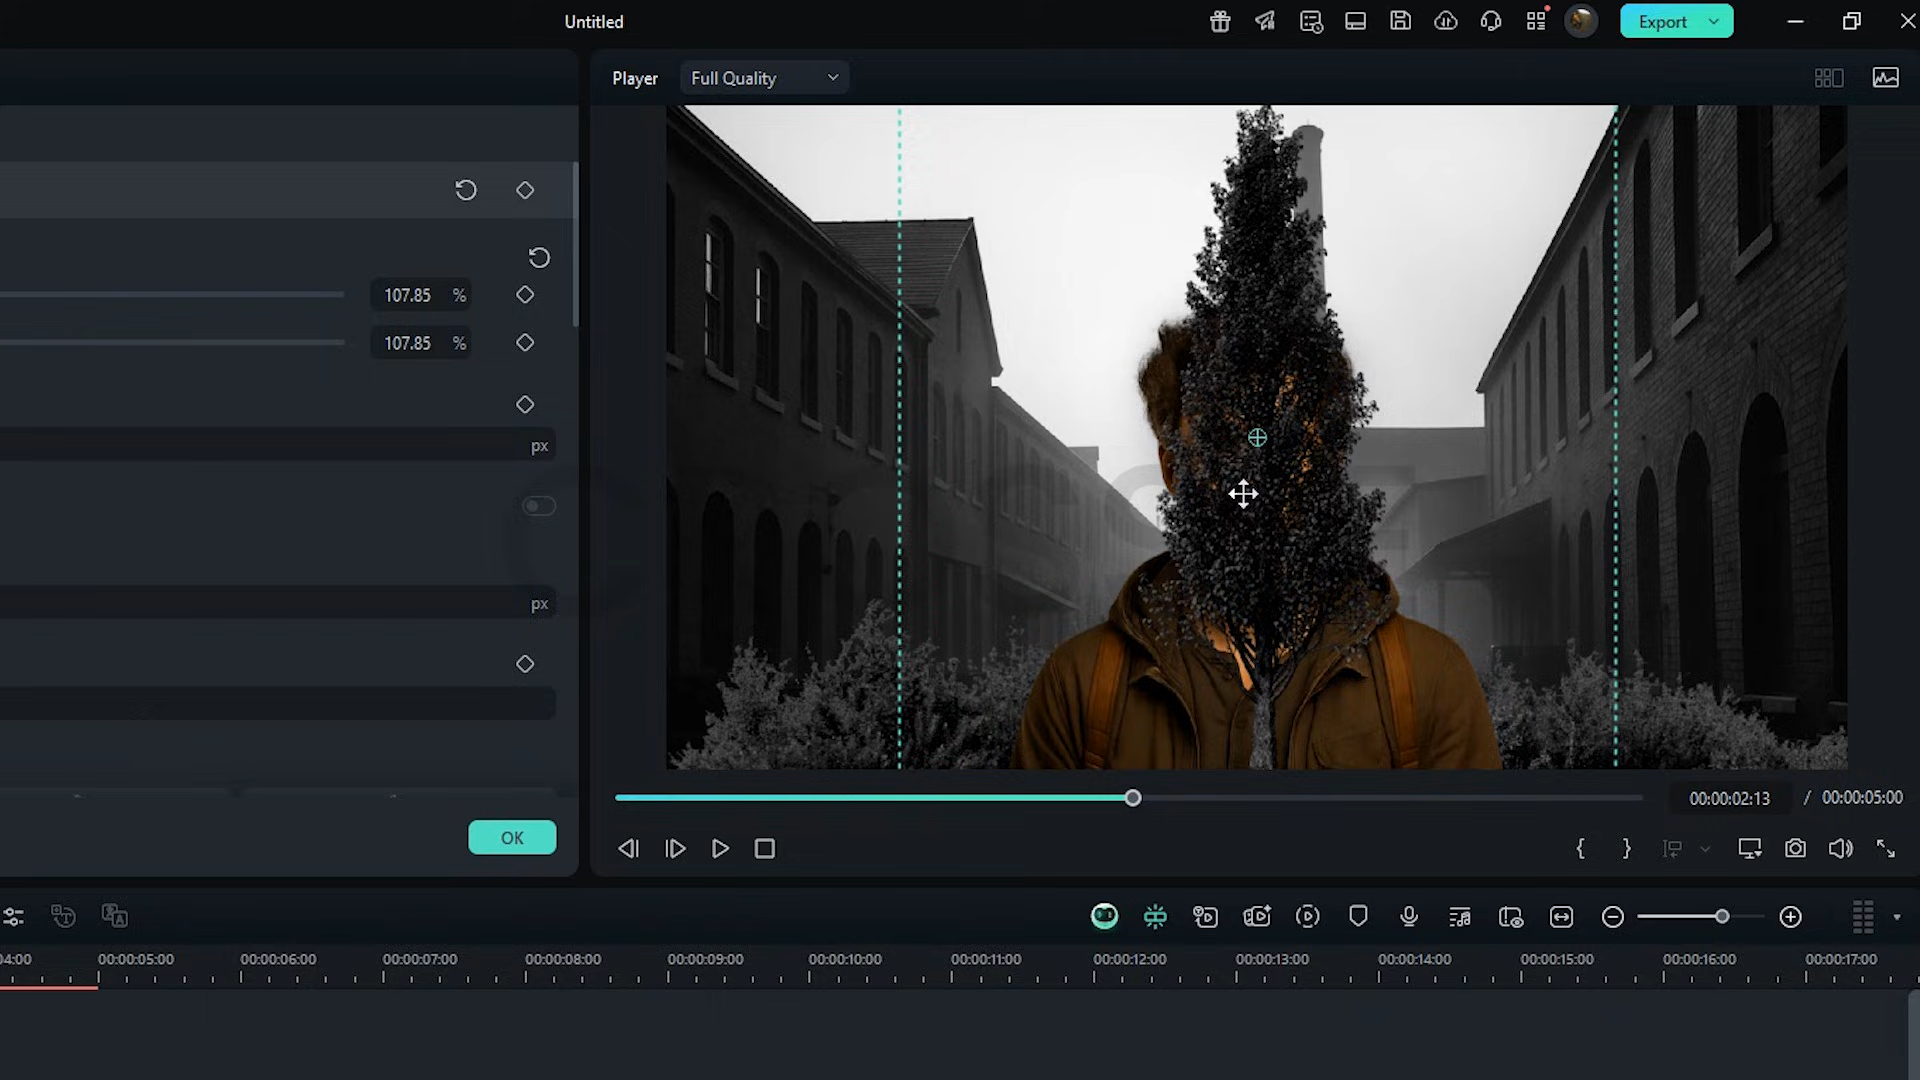 Untitled
Export
Player
Full Quality
107.85 %
107.85 %
px
px
OK
00:00:02:13 / 00:00:05:00
04:00 00:00:05:00 00:00:06:00 00:00:07:00 00:00:08:00 00:00:09:00 00:00:10:00 00:00:11:00 00:00:12:00 00:00:13:00 00:00:14:00 00:00:15:00 00:00:16:00 00:00:17:00